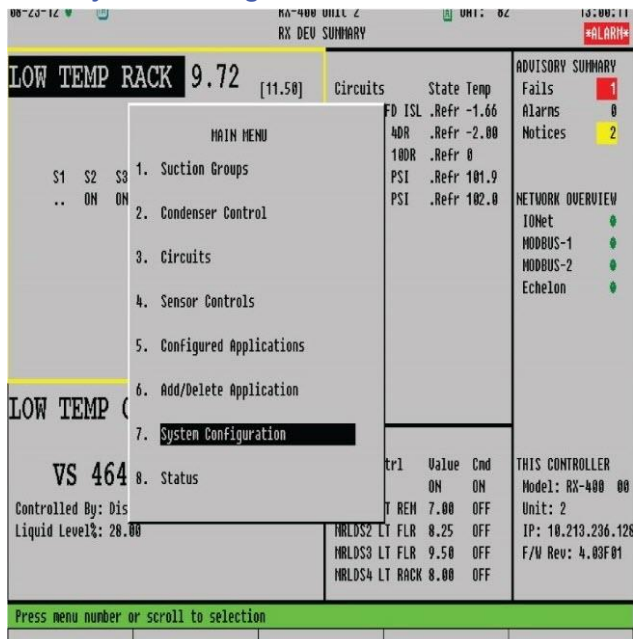 08-23-12 RX-400 UNIT 2 OAT: 82 13:00:11
RX DEV SUMMARY *ALARM*
LOW TEMP RACK 9.72 [11.50]
S1 S2 S3
.. ON ON
LOW TEMP
VS 464
Controlled By: Dis
Liquid Level%: 28.00
MAIN MENU
1. Suction Groups
2. Condenser Control
3. Circuits
4. Sensor Controls
5. Configured Applications
6. Add/Delete Application
7. System Configuration
8. Status
Circuits State Temp
FD ISL .Refr -1.66
4DR .Refr -2.00
10DR .Refr 0
PSI .Refr 101.9
PSI .Refr 102.0
trl Value Cmd
ON ON
T REM 7.00 OFF
NRLDS2 LT FLR 8.25 OFF
NRLDS3 LT FLR 9.50 OFF
NRLDS4 LT RACK 8.00 OFF
ADVISORY SUMMARY
Fails 1
Alarms 0
Notices 2
NETWORK OVERVIEW
IONet
MODBUS-1
MODBUS-2
Echelon
THIS CONTROLLER
Model: RX-400 00
Unit: 2
IP: 10.213.236.128
F/W Rev: 4.03F01
Press menu number or scroll to selection